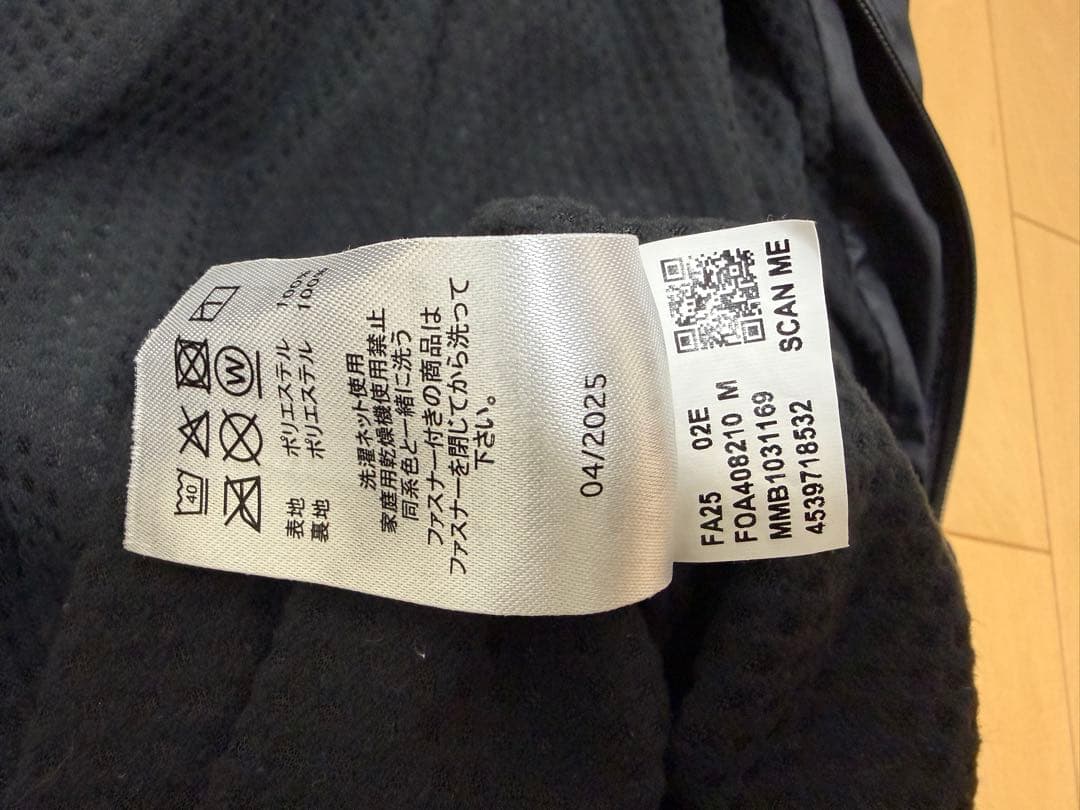 40
W
表地 ポリエステル 100%
裏地 ポリエステル 100%
洗濯ネット使用
家庭用乾燥機使用禁止
同系色と一緒に洗う
ファスナー付きの商品は
ファスナーを閉じてから洗って
下さい。
04/2025
FA25 02E
FOA408210 M
MMB1031169
4539718532
SCAN ME